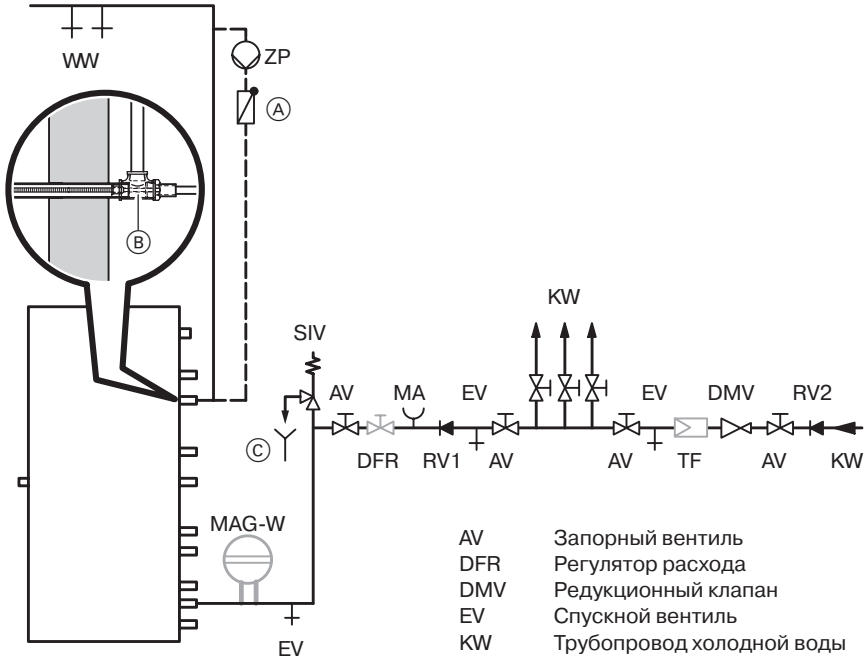 WW
ZP
A
B
KW
SIV
AV MA EV EV DMV RV2
C
DFR RV1 AV AV TF AV KW
MAG-W
EV
AV Запорный вентиль
DFR Регулятор расхода
DMV Редукционный клапан
EV Спускной вентиль
KW Трубопровод холодной воды